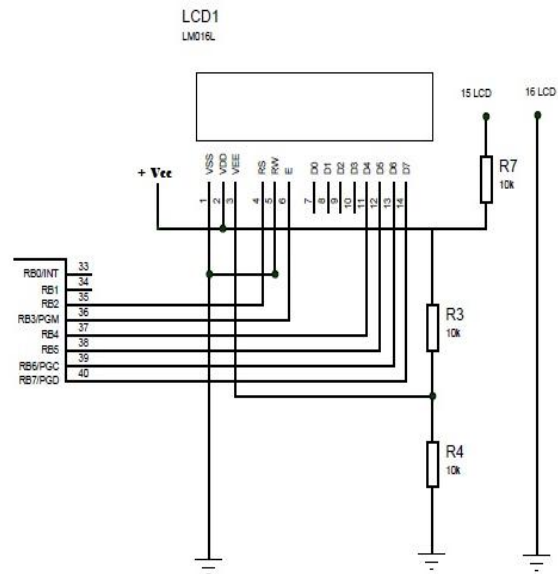 LCD1
LM016L
15 LCD
16 LCD
R7
10k
+ Vcc
VSS
VDD
VEE
RS
RW
E
D0
D1
D2
D3
D4
D5
D6
D7
1
2
3
4
5
6
7
8
9
10
11
12
13
14
RB0/INT 33
RB1 34
RB2 35
RB3/PGM 36
RB4 37
RB5 38
RB6/PGC 39
RB7/PGD 40
R3
10k
R4
10k